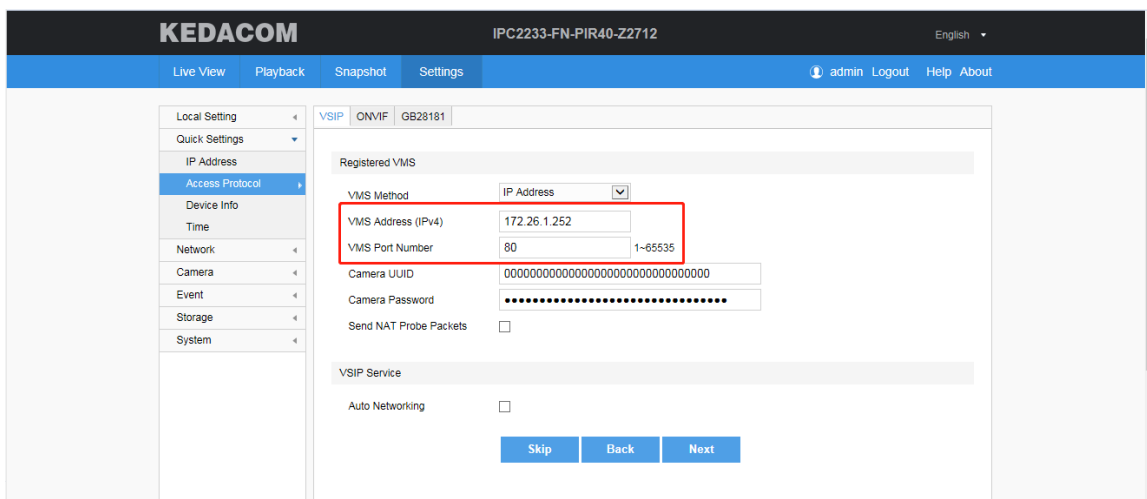 KEDACOM IPC2233-FN-PIR40-Z2712 English
Live View Playback Snapshot Settings admin Logout Help About
Local Setting
Quick Settings
IP Address
Access Protocol
Device Info
Time
Network
Camera
Event
Storage
System
VSIP ONVIF GB28181
Registered VMS
VMS Method IP Address
VMS Address (IPv4) 172.26.1.252
VMS Port Number 80 1~65535
Camera UUID 00000000000000000000000000000000
Camera Password ••••••••••••••••••••••••••••••••
Send NAT Probe Packets
VSIP Service
Auto Networking
Skip Back Next